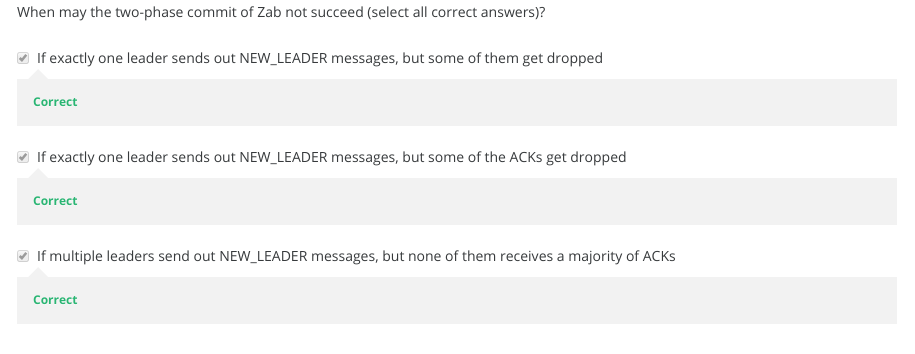 When may the two-phase commit of Zab not succeed (select all correct answers)?
If exactly one leader sends out NEW_LEADER messages, but some of them get dropped
Correct
If exactly one leader sends out NEW_LEADER messages, but some of the ACKs get dropped
Correct
If multiple leaders send out NEW_LEADER messages, but none of them receives a majority of ACKs
Correct